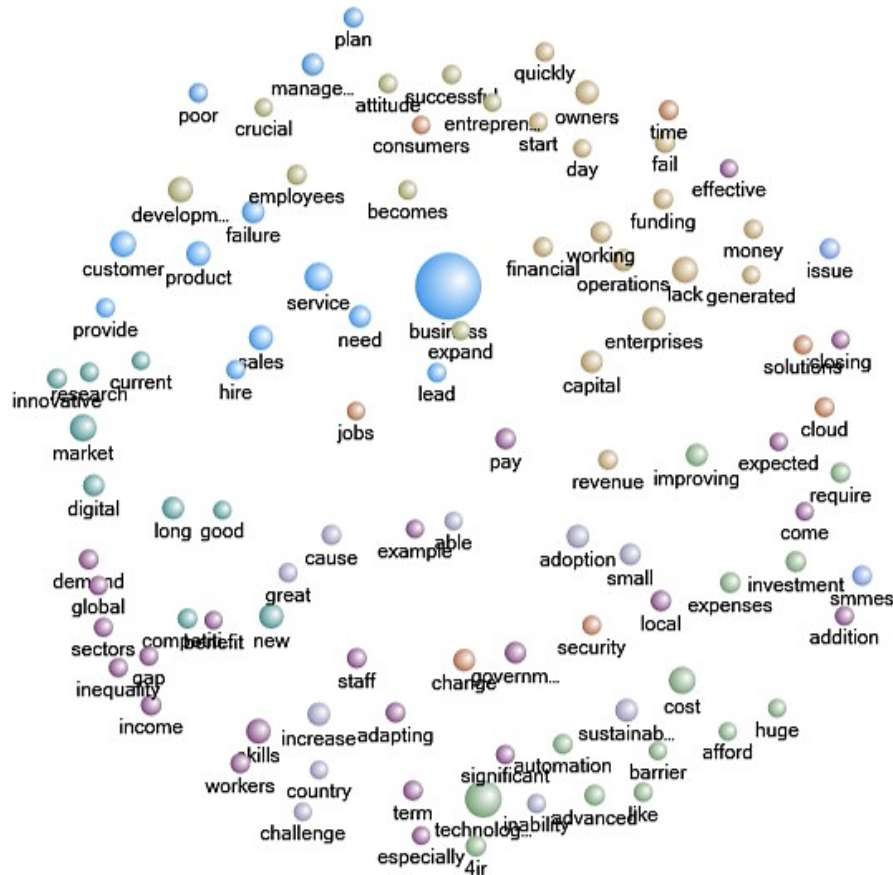 plan
quickly
manage...
successful
attitude
owners
poor
crucial
entrepren...
time
consumers
start
day
fail
effective
employees
developm...
becomes
funding
failure
customer
product
financial
working
money
issue
service
operations
lack
generated
provide
need
business
expand
enterprises
sales
solutions
closing
current
research
innovative
hire
lead
capital
jobs
cloud
market
pay
expected
revenue
improving
require
digital
long
good
come
example
able
cause
adoption
small
demand
great
investment
smmes
global
expenses
local
addition
sectors
competiti
benefit
new
security
gap
inequality
staff
change
governm...
income
cost
skills
increase
adapting
sustainab...
huge
afford
workers
country
significant
automation
barrier
term
challenge
technolog...
inability
advanced
like
especially
4ir